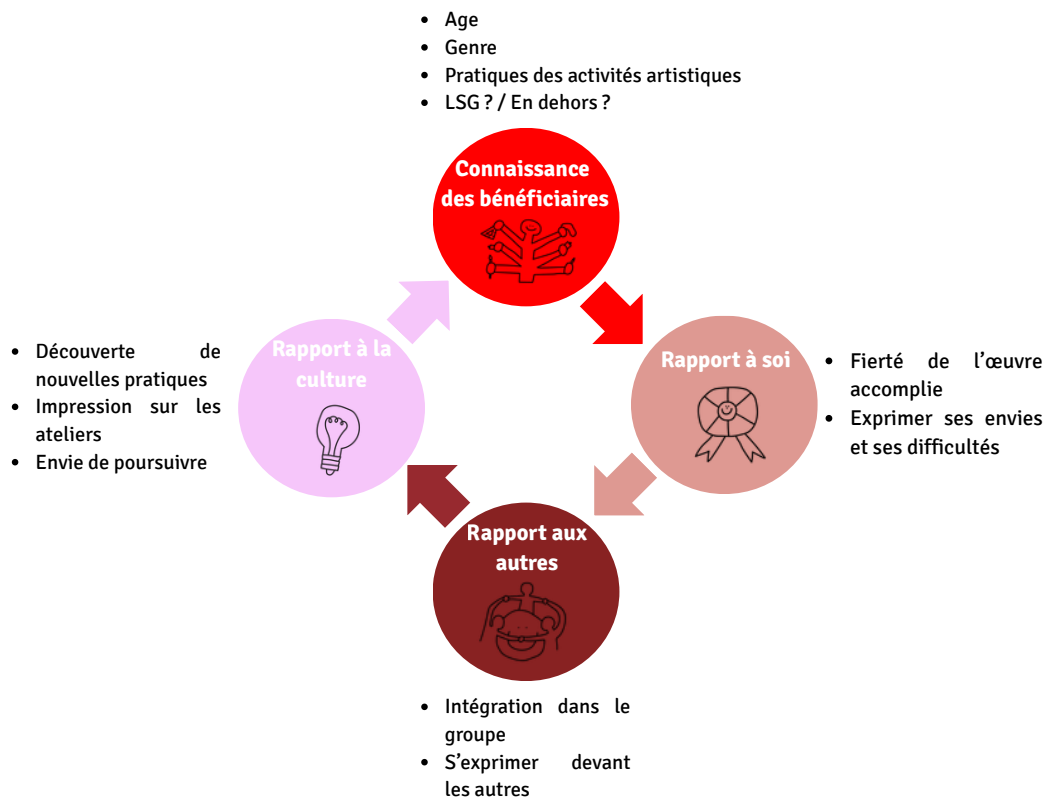 • Age
• Genre
• Pratiques des activités artistiques
• LSG ? / En dehors ?
Connaissance
des bénéficiaires
Rapport à soi
• Fierté de l'œuvre
accomplie
• Exprimer ses envies
et ses difficultés
Rapport aux
autres
• Intégration dans le
groupe
• S'exprimer devant
les autres
Rapport à la
culture
• Découverte de
nouvelles pratiques
• Impression sur les
ateliers
• Envie de poursuivre